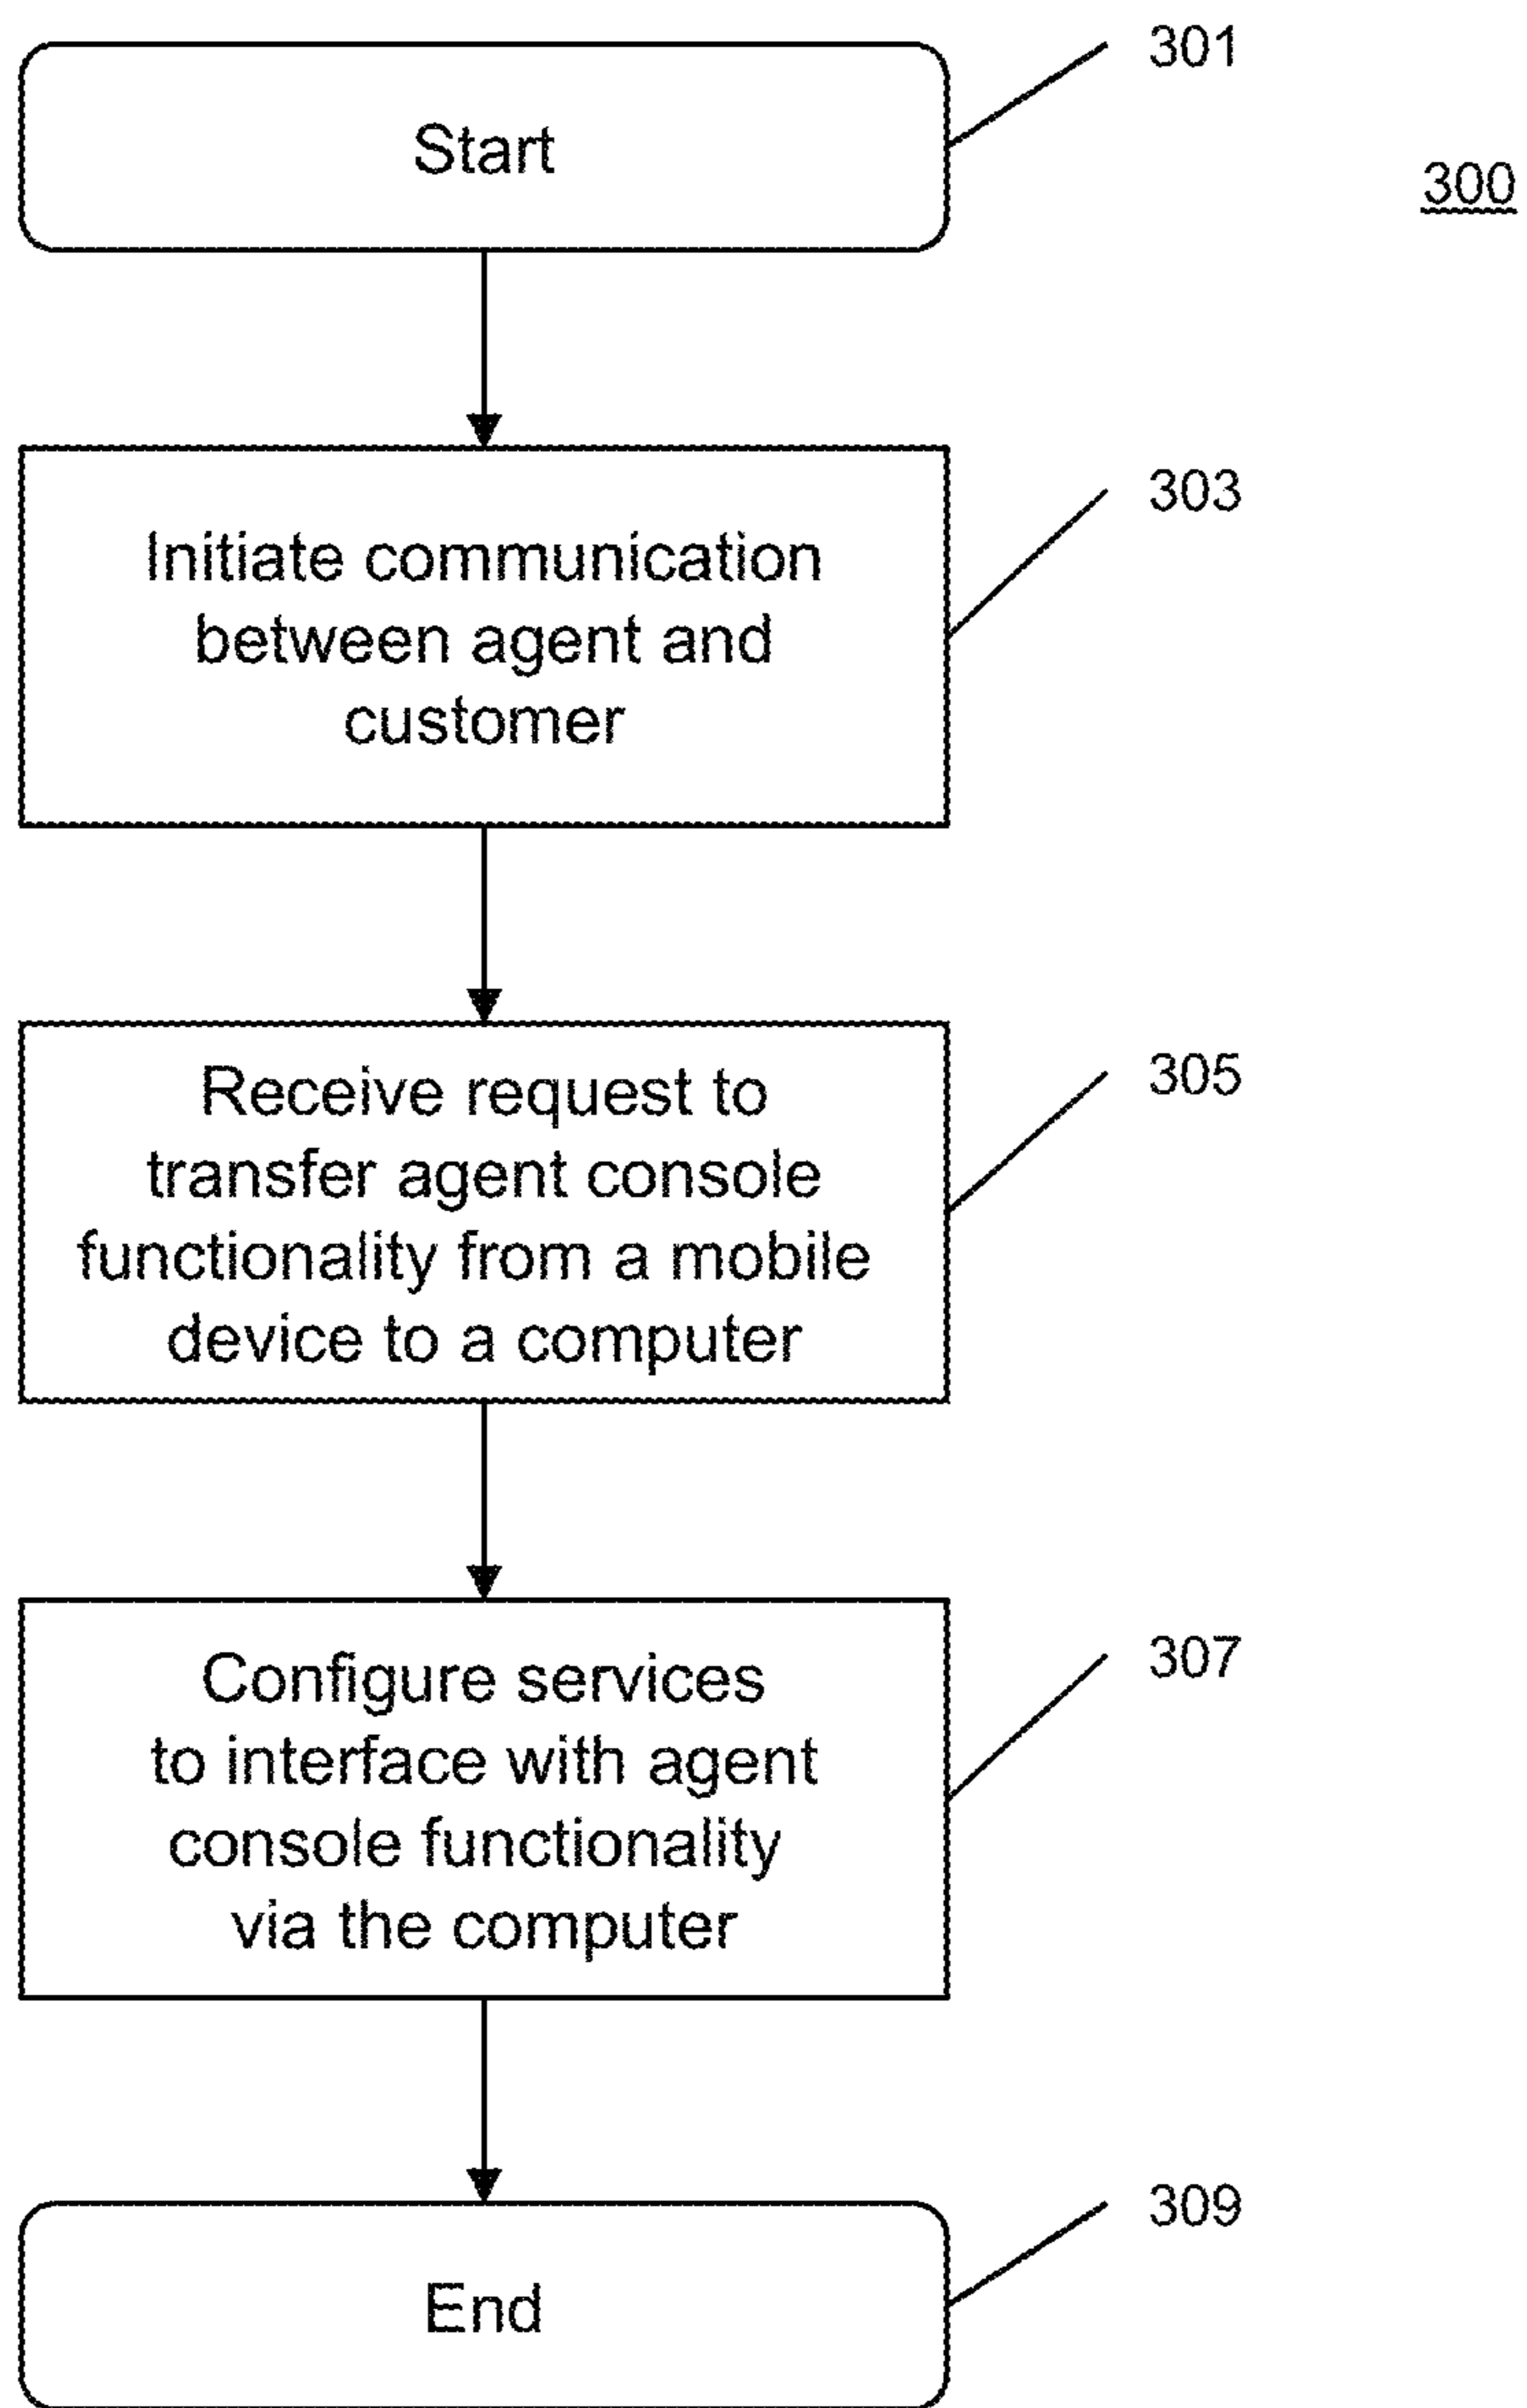 301
Start
300
303
Initiate communication
between agent and
customer
305
Receive request to
transfer agent console
functionality from a mobile
device to a computer
307
Configure services
to interface with agent
console functionality
via the computer
309
End